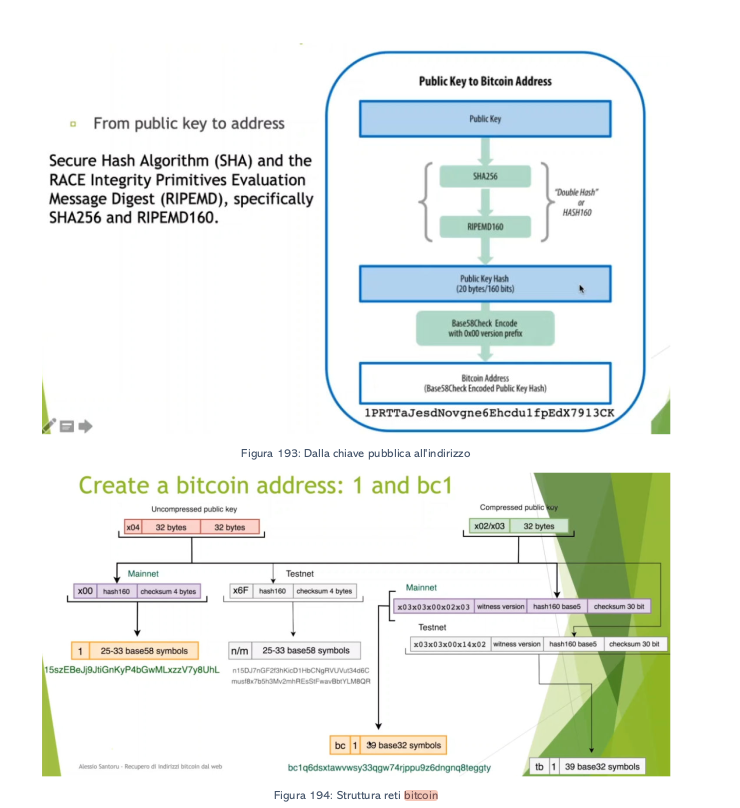 Public Key to Bitcoin Address
From public key to address
Secure Hash Algorithm (SHA) and the
RACE Integrity Primitives Evaluation
Message Digest (RIPEMD), specifically
SHA256 and RIPEMD160.
Public Key
SHA256
RIPEMD160
"Double Hash"
or
HASH160
Public Key Hash
(20 bytes/160 bits)
Base58Check Encode
with 0x00 version prefix
Bitcoin Address
(Base58Check Encoded Public Key Hash)
1PRTTaJesdNovgne6Ehcdu1fpEdX7913CK
Figura 193: Dalla chiave pubblica all'indirizzo
Create a bitcoin address: 1 and bc1
Uncompressed public key
x04 32 bytes 32 bytes
Compressed public key
x02/x03 32 bytes
Mainnet
x00 hash160 checksum 4 bytes
Testnet
x6F hash160 checksum 4 bytes
Mainnet
x03x03x00x02x03 witness version hash160 base5 checksum 30 bit
Testnet
x03x03x00x14x02 witness version hash160 base5 checksum 30 bit
1 25-33 base58 symbols
15szEBeJj9JtiGnKyP4bGwMLxzzV7y8UhL
n/m 25-33 base58 symbols
bc 1 39 base32 symbols
bc1q6dsxtawvwsy33qgw74rjppu9z6dngnq8teggty
tb 1 39 base32 symbols
Alessio Santoru - Recupero di indirizzi bitcoin dal web
Figura 194: Struttura reti bitcoin